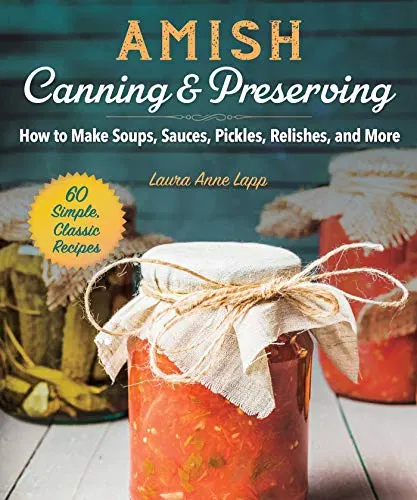 AMISH
Canning & Preserving
How to Make Soups, Sauces, Pickles, Relishes, and More
Laura Anne Lapp
60
Simple,
Classic
Recipes